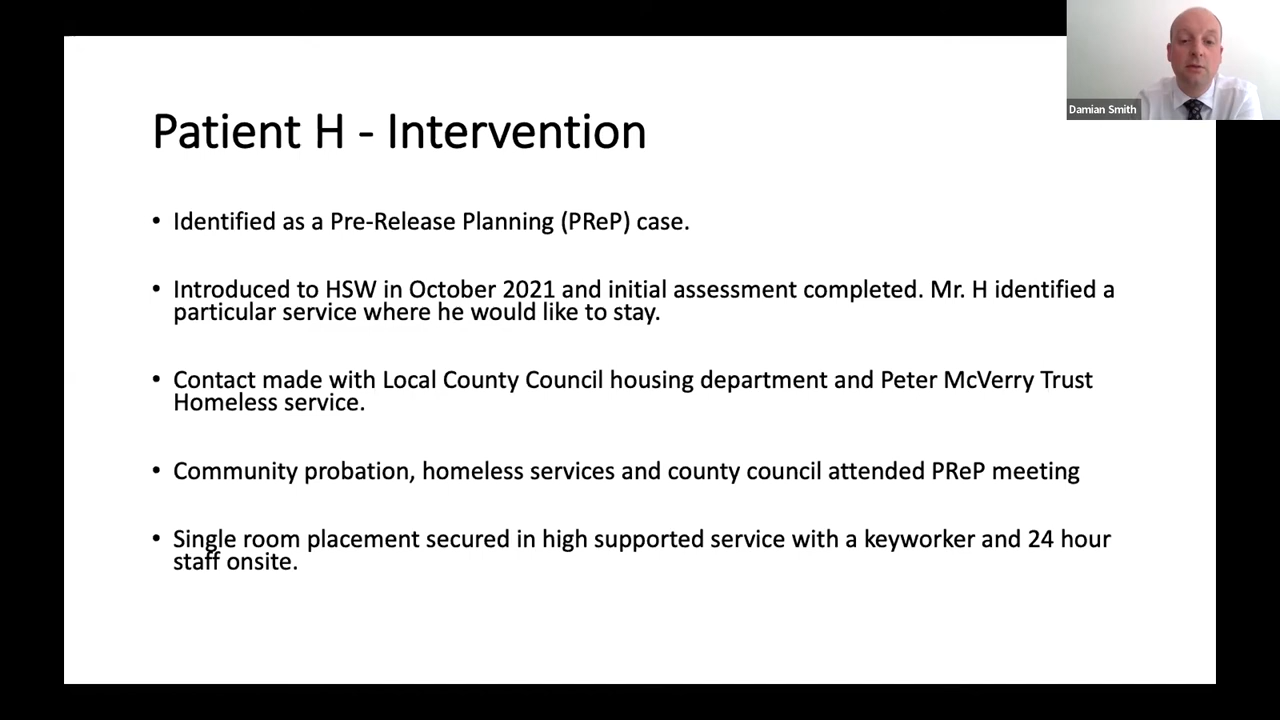 Damian Smith
Patient H - Intervention
• Identified as a Pre-Release Planning (PReP) case.
• Introduced to HSW in October 2021 and initial assessment completed. Mr. H identified a
particular service where he would like to stay.
• Contact made with Local County Council housing department and Peter McVerry Trust
Homeless service.
• Community probation, homeless services and county council attended PReP meeting
• Single room placement secured in high supported service with a keyworker and 24 hour
staff onsite.